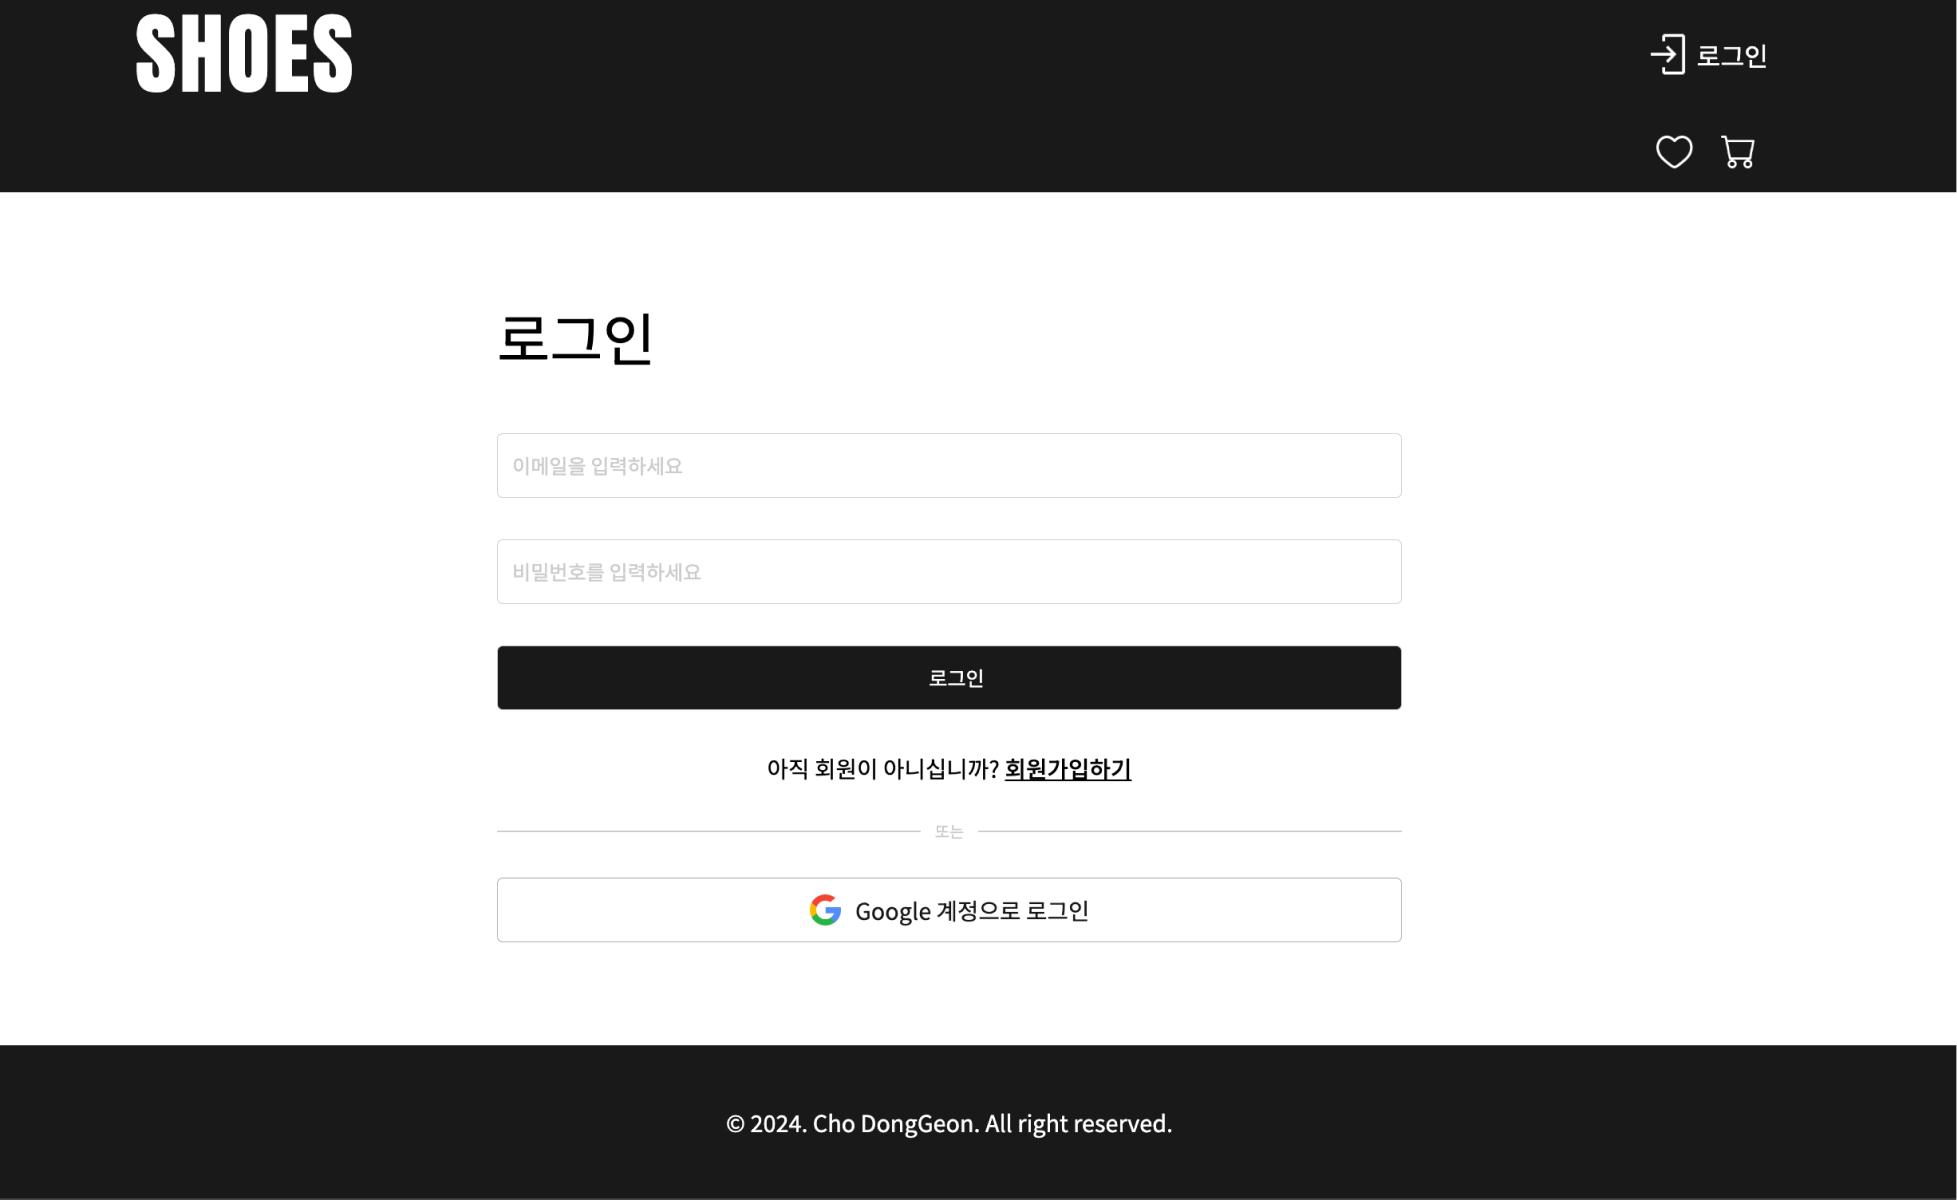 SHOES
로그인
로그인
이메일을 입력하세요
비밀번호를 입력하세요
로그인
아직 회원이 아니십니까? 회원가입하기
또는
Google 계정으로 로그인
© 2024. Cho DongGeon. All right reserved.